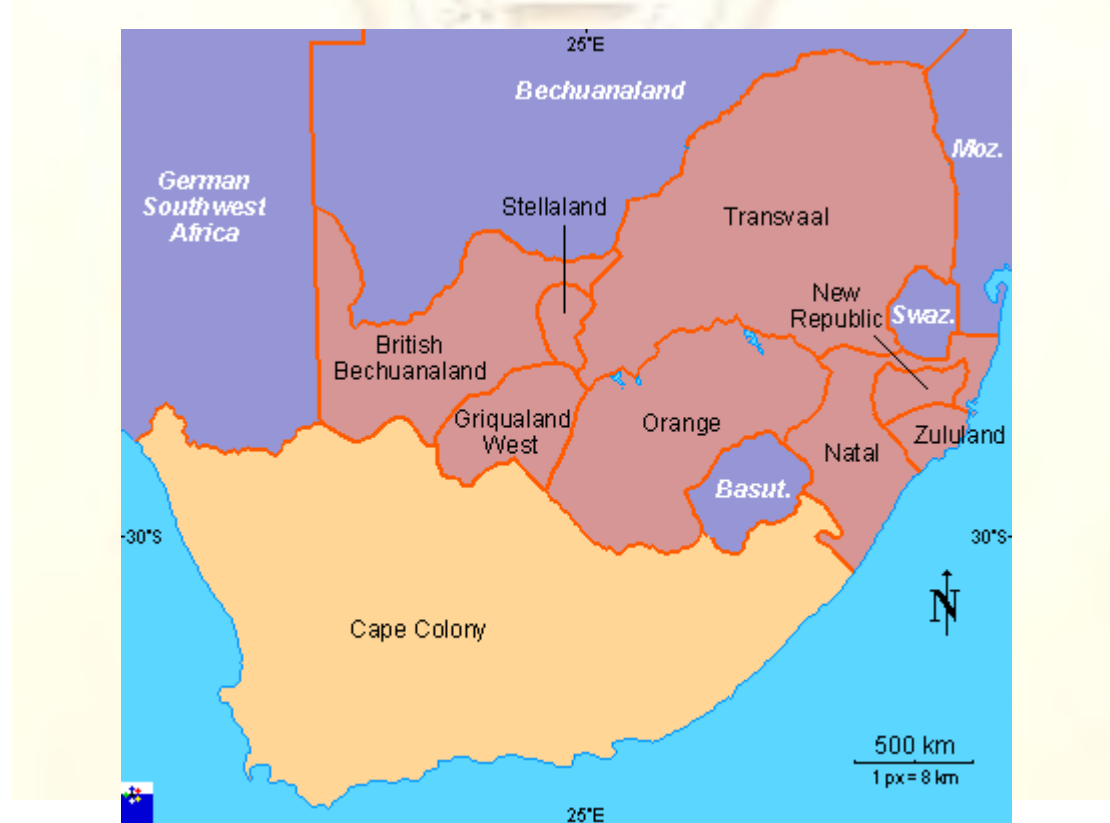 25°E
Bechuanaland
Moz.
German
Southwest
Africa
Stellaland
Transvaal
New
Republic
Swaz.
British
Bechuanaland
Griqualand
West
Orange
Natal
Zululand
Basut.
30°S
30°S
N
Cape Colony
500 km
1 px = 8 km
25°E